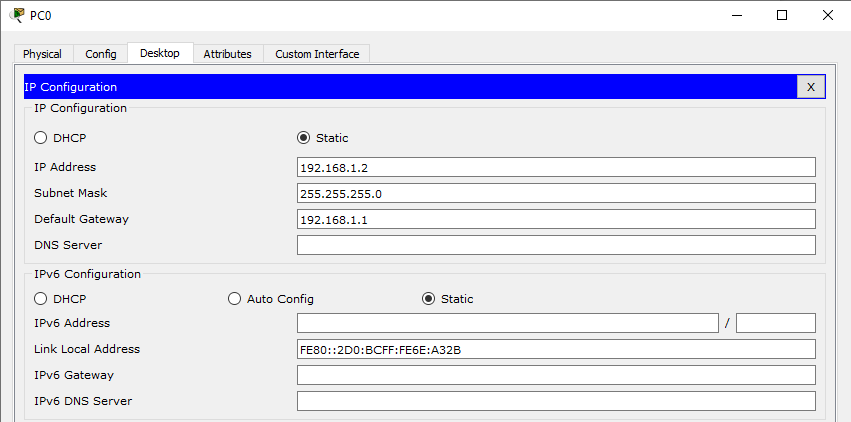 PC0
Physical Config Desktop Attributes Custom Interface
IP Configuration X
IP Configuration
DHCP Static
IP Address 192.168.1.2
Subnet Mask 255.255.255.0
Default Gateway 192.168.1.1
DNS Server
IPv6 Configuration
DHCP Auto Config Static
IPv6 Address /
Link Local Address FE80::2D0:BCFF:FE6E:A32B
IPv6 Gateway
IPv6 DNS Server